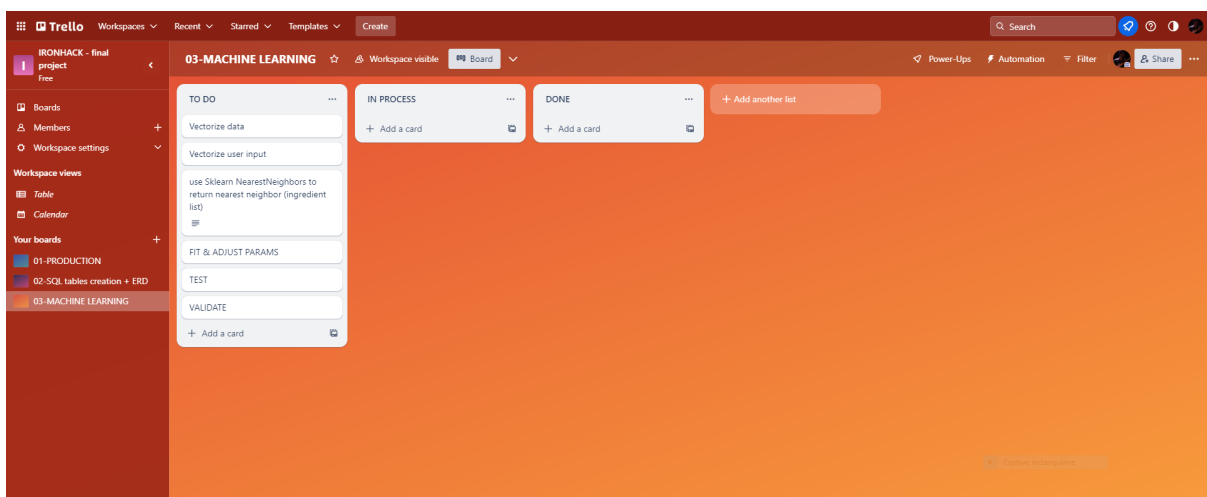 Trello Workspaces Recent Starred Templates Create Search
I IRONHACK - final
project
Free
03-MACHINE LEARNING Workspace visible Board Power-Ups Automation Filter Share
Boards
Members
Workspace settings
Workspace views
Table
Calendar
Your boards
01-PRODUCTION
02-SQL tables creation + ERD
03-MACHINE LEARNING
TO DO
Vectorize data
Vectorize user input
use Sklearn NearestNeighbors to
return nearest neighbor (ingredient
list)
FIT & ADJUST PARAMS
TEST
VALIDATE
+ Add a card
IN PROCESS
+ Add a card
DONE
+ Add a card
+ Add another list